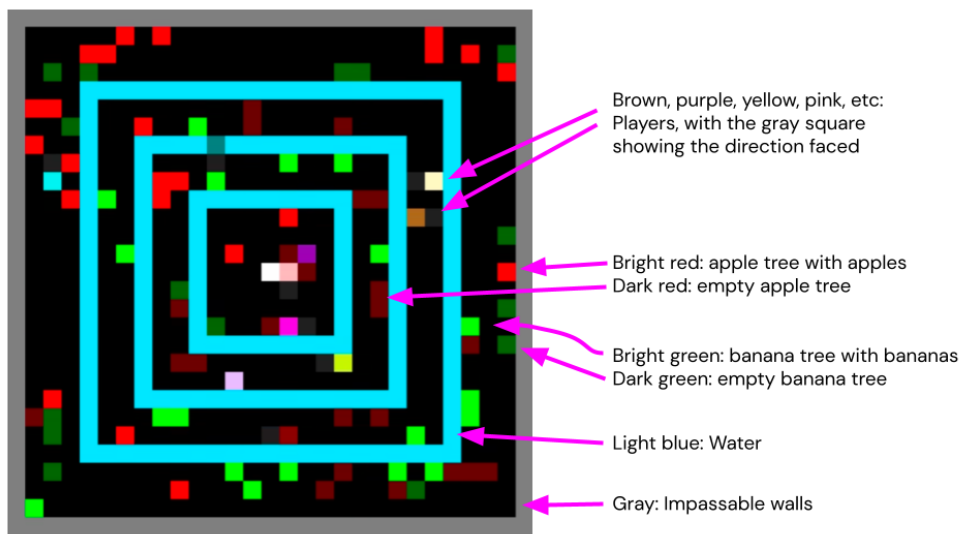 Brown, purple, yellow, pink, etc:
Players, with the gray square
showing the direction faced
Bright red: apple tree with apples
Dark red: empty apple tree
Bright green: banana tree with bananas
Dark green: empty banana tree
Light blue: Water
Gray: Impassable walls